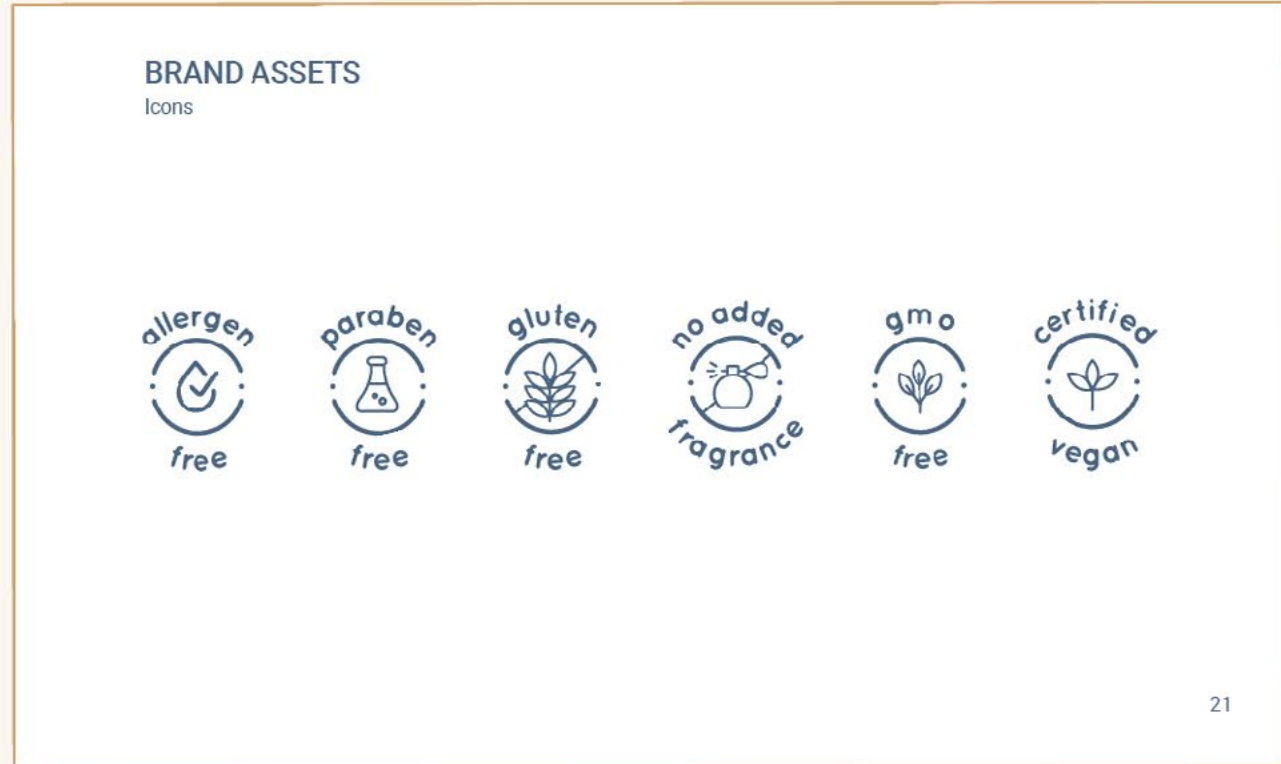 BRAND ASSETS
Icons
allergen
free
paraben
free
gluten
free
no added
fragrance
gmo
free
certified
vegan
21